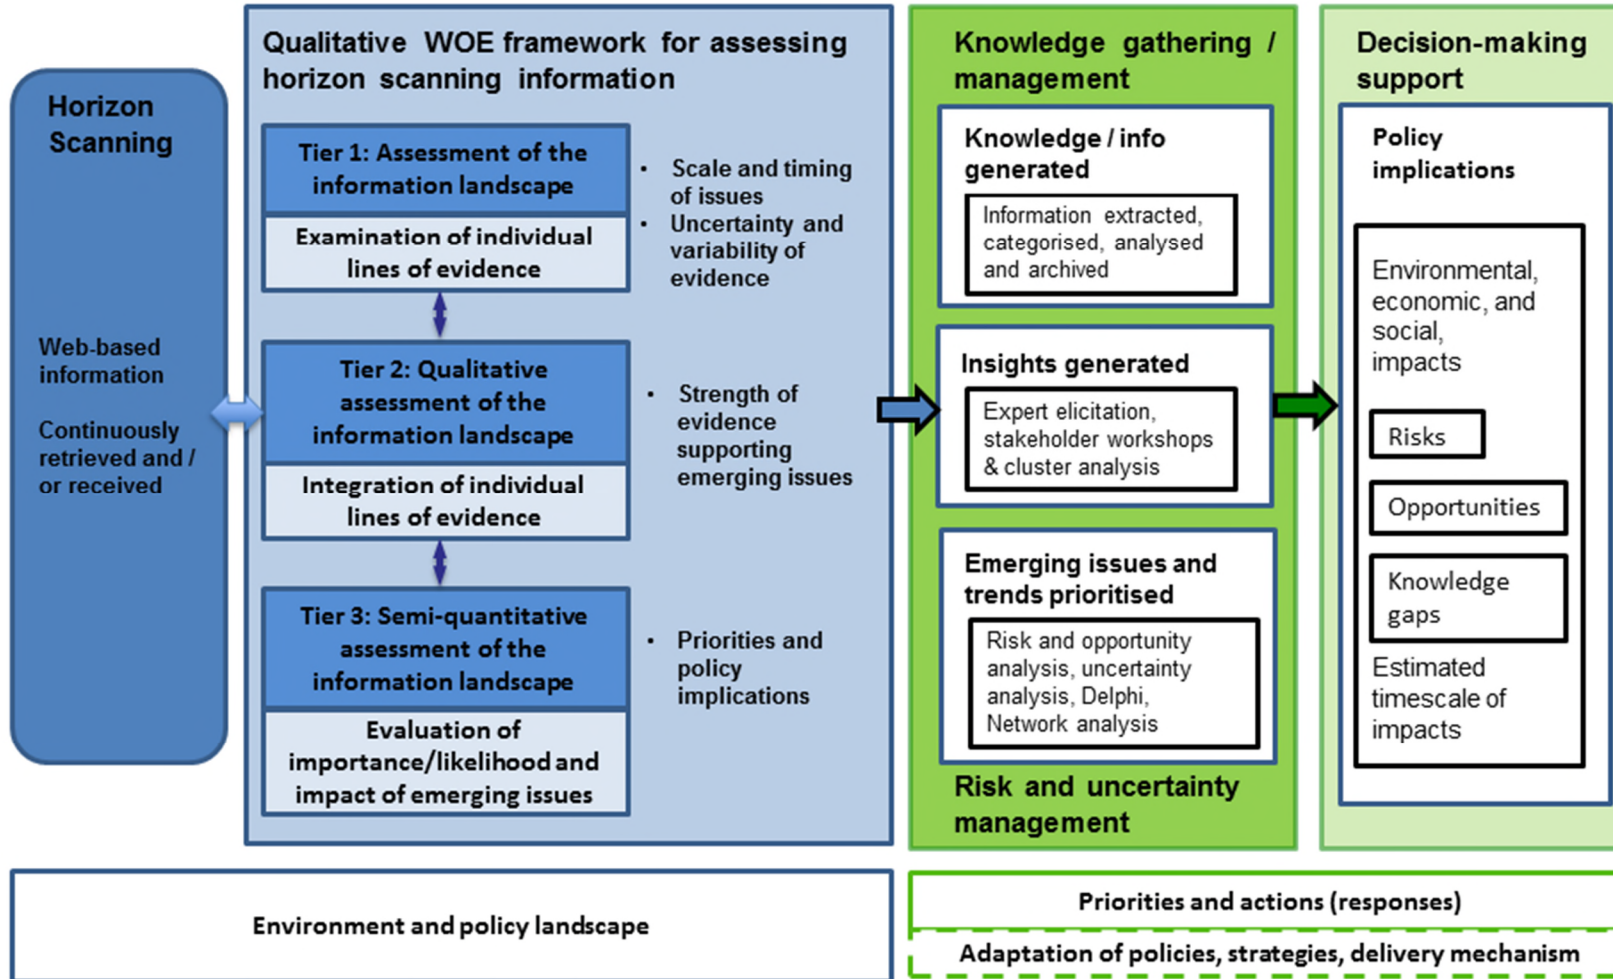 Horizon
Scanning
Web-based
information
Continuously
retrieved and /
or received
Qualitative WOE framework for assessing
horizon scanning information
Tier 1: Assessment of the
information landscape
Examination of individual
lines of evidence
• Scale and timing
of issues
• Uncertainty and
variability of
evidence
Tier 2: Qualitative
assessment of the
information landscape
Integration of individual
lines of evidence
• Strength of
evidence
supporting
emerging issues
Tier 3: Semi-quantitative
assessment of the
information landscape
Evaluation of
importance/likelihood and
impact of emerging issues
• Priorities and
policy
implications
Knowledge gathering /
management
Knowledge / info
generated
Information extracted,
categorised, analysed
and archived
Insights generated
Expert elicitation,
stakeholder workshops
& cluster analysis
Emerging issues and
trends prioritised
Risk and opportunity
analysis, uncertainty
analysis, Delphi,
Network analysis
Risk and uncertainty
management
Decision-making
support
Policy
implications
Environmental,
economic, and
social,
impacts
Risks
Opportunities
Knowledge
gaps
Estimated
timescale of
impacts
Environment and policy landscape
Priorities and actions (responses)
Adaptation of policies, strategies, delivery mechanism